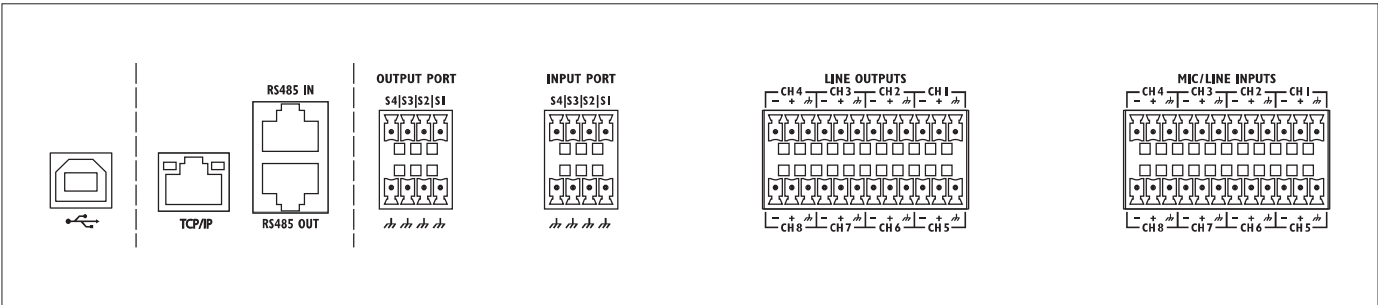 OUTPUT PORT
INPUT PORT
LINE OUTPUTS
MIC/LINE INPUTS
RS485 IN
CH 4 CH 3 CH 2 CH 1
- + - + - + - +
CH 4 CH 3 CH 2 CH 1
- + - + - + - +
S4|S3|S2|S1
S4|S3|S2|S1
TCP/IP
RS485 OUT
- + - + - + - +
CH 8 CH 7 CH 6 CH 5
- + - + - + - +
CH 8 CH 7 CH 6 CH 5